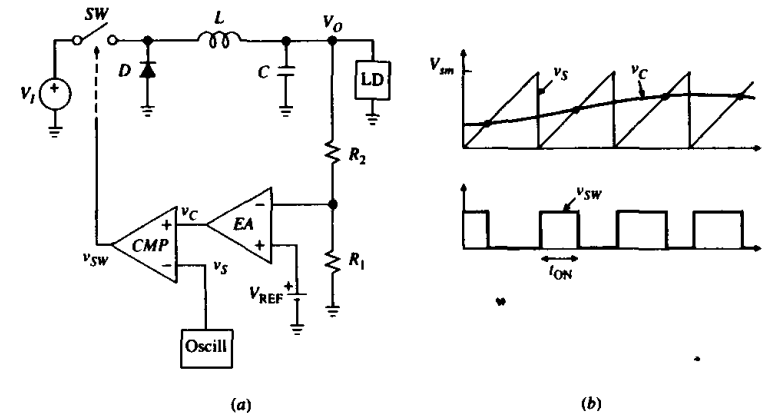 SW
L
V_O
D
C
LD
V_I
R_2
v_C
EA
CMP
v_SW
v_S
R_1
V_REF
Oscill
(a)
V_sm
v_S
v_C
v_SW
t_ON
(b)